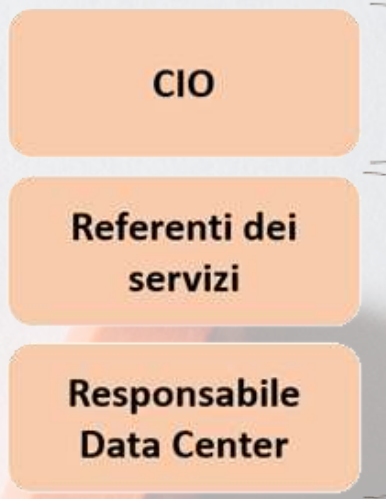 CIO
Referenti dei
servizi
Responsabile
Data Center